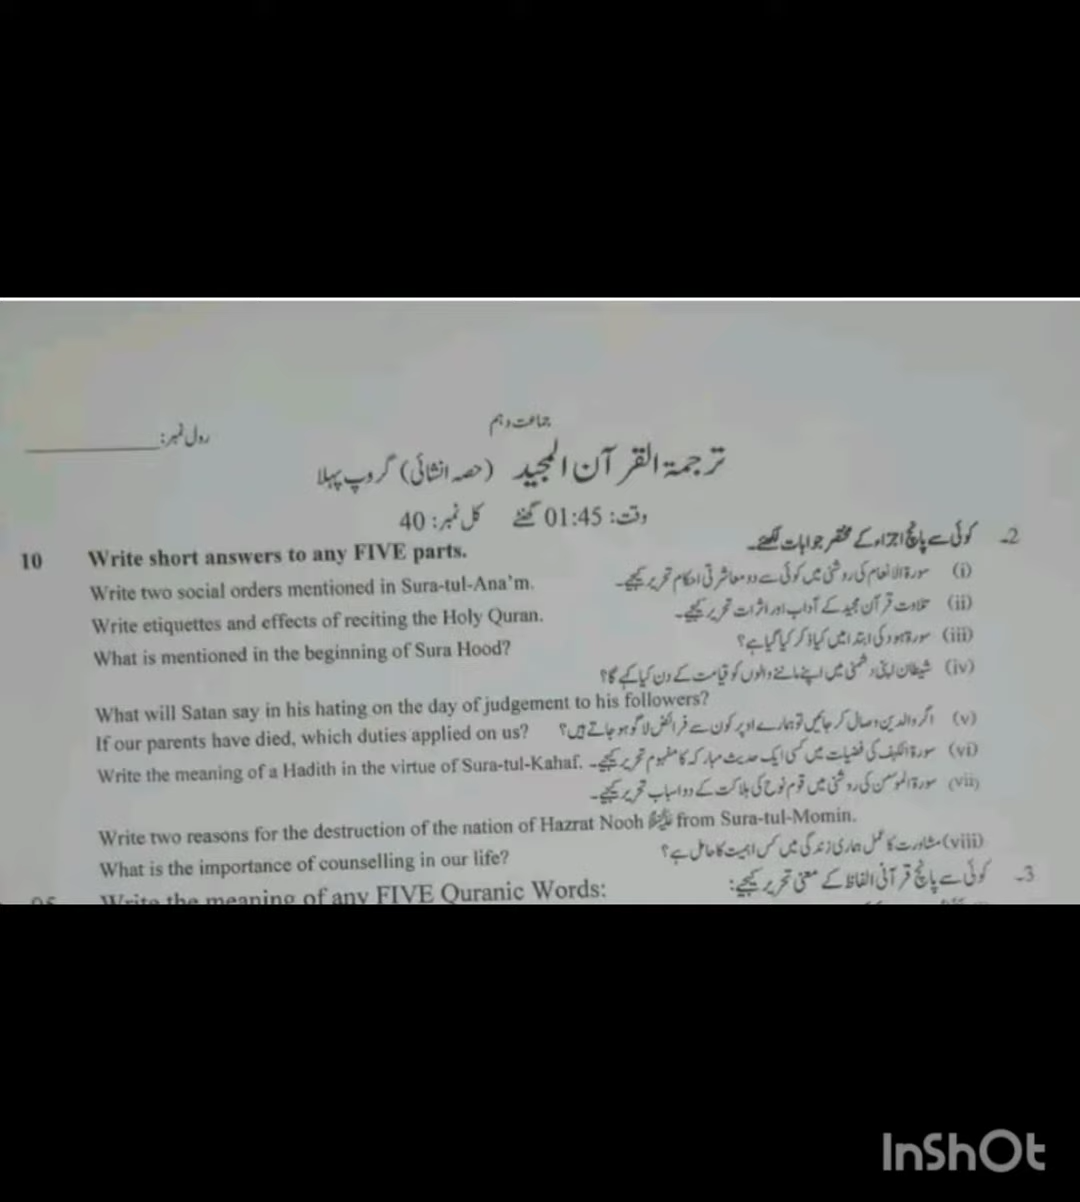 جماعت دہم
رول نمبر: ____________
ترجمۃ القرآن المجید (حصہ انشائی) گروپ پہلا
وقت: 01:45 گھنٹے کل نمبر: 40
2- کوئی سے پانچ اجزاء کے مختصر جوابات لکھئے۔
10 Write short answers to any FIVE parts.
(i) سورۃ الانعام کی روشنی میں کوئی سے دو معاشرتی احکام تحریر کیجیے۔
Write two social orders mentioned in Sura-tul-Ana'm.
(ii) تلاوت قرآن مجید کے آداب اور اثرات تحریر کیجیے۔
Write etiquettes and effects of reciting the Holy Quran.
(iii) سورۃ ہود کی ابتدا میں کیا ذکر کیا گیا ہے؟
What is mentioned in the beginning of Sura Hood?
(iv) شیطان اپنی دشمنی میں اپنے ماننے والوں کو قیامت کے دن کیا کہے گا؟
What will Satan say in his hating on the day of judgement to his followers?
(v) اگر والدین وصال کر جائیں تو ہمارے اوپر کون سے فرائض لاگو ہو جاتے ہیں؟
If our parents have died, which duties applied on us?
(vi) سورۃ الکہف کی فضیلت میں کسی ایک حدیث مبارکہ کا مفہوم تحریر کیجیے۔
Write the meaning of a Hadith in the virtue of Sura-tul-Kahaf.
(vii) سورۃ المومن کی روشنی میں قوم نوح کی ہلاکت کے دو اسباب تحریر کیجیے۔
Write two reasons for the destruction of the nation of Hazrat Nooh from Sura-tul-Momin.
(viii) مشاورت کا عمل ہماری زندگی میں کس اہمیت کا حامل ہے؟
What is the importance of counselling in our life?
3- کوئی سے پانچ قرآنی الفاظ کے معنی تحریر کیجیے:
Write the meaning of any FIVE Quranic Words:
InShOt